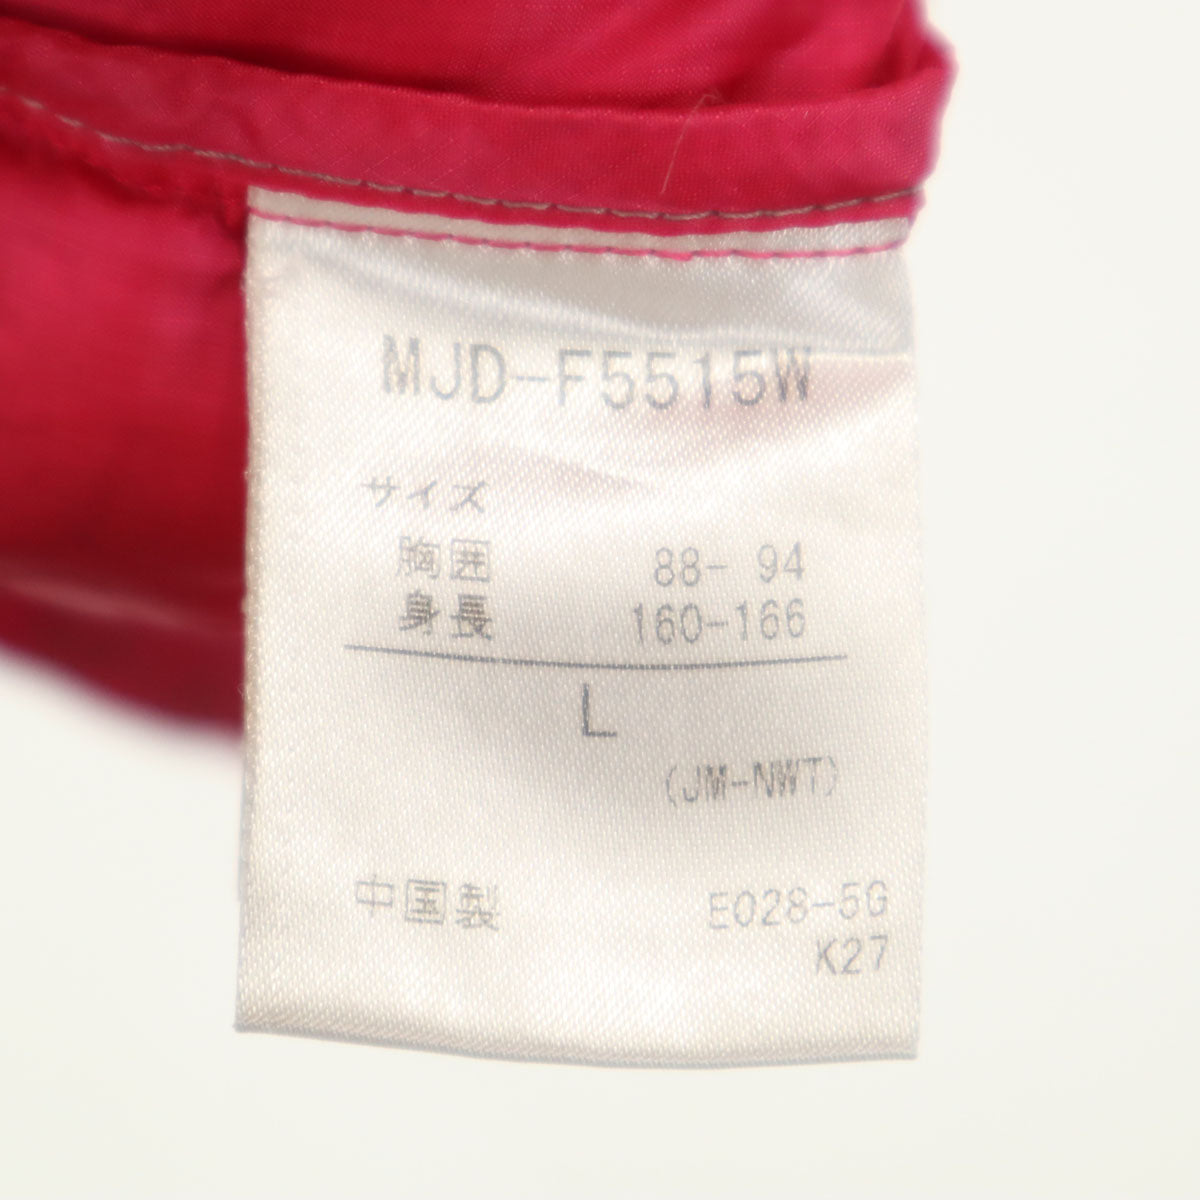 MJD-F5515W
サイズ
胸囲 88- 94
身長 160-166
L
(JM-NWT)
中国製 E028-5G
K27